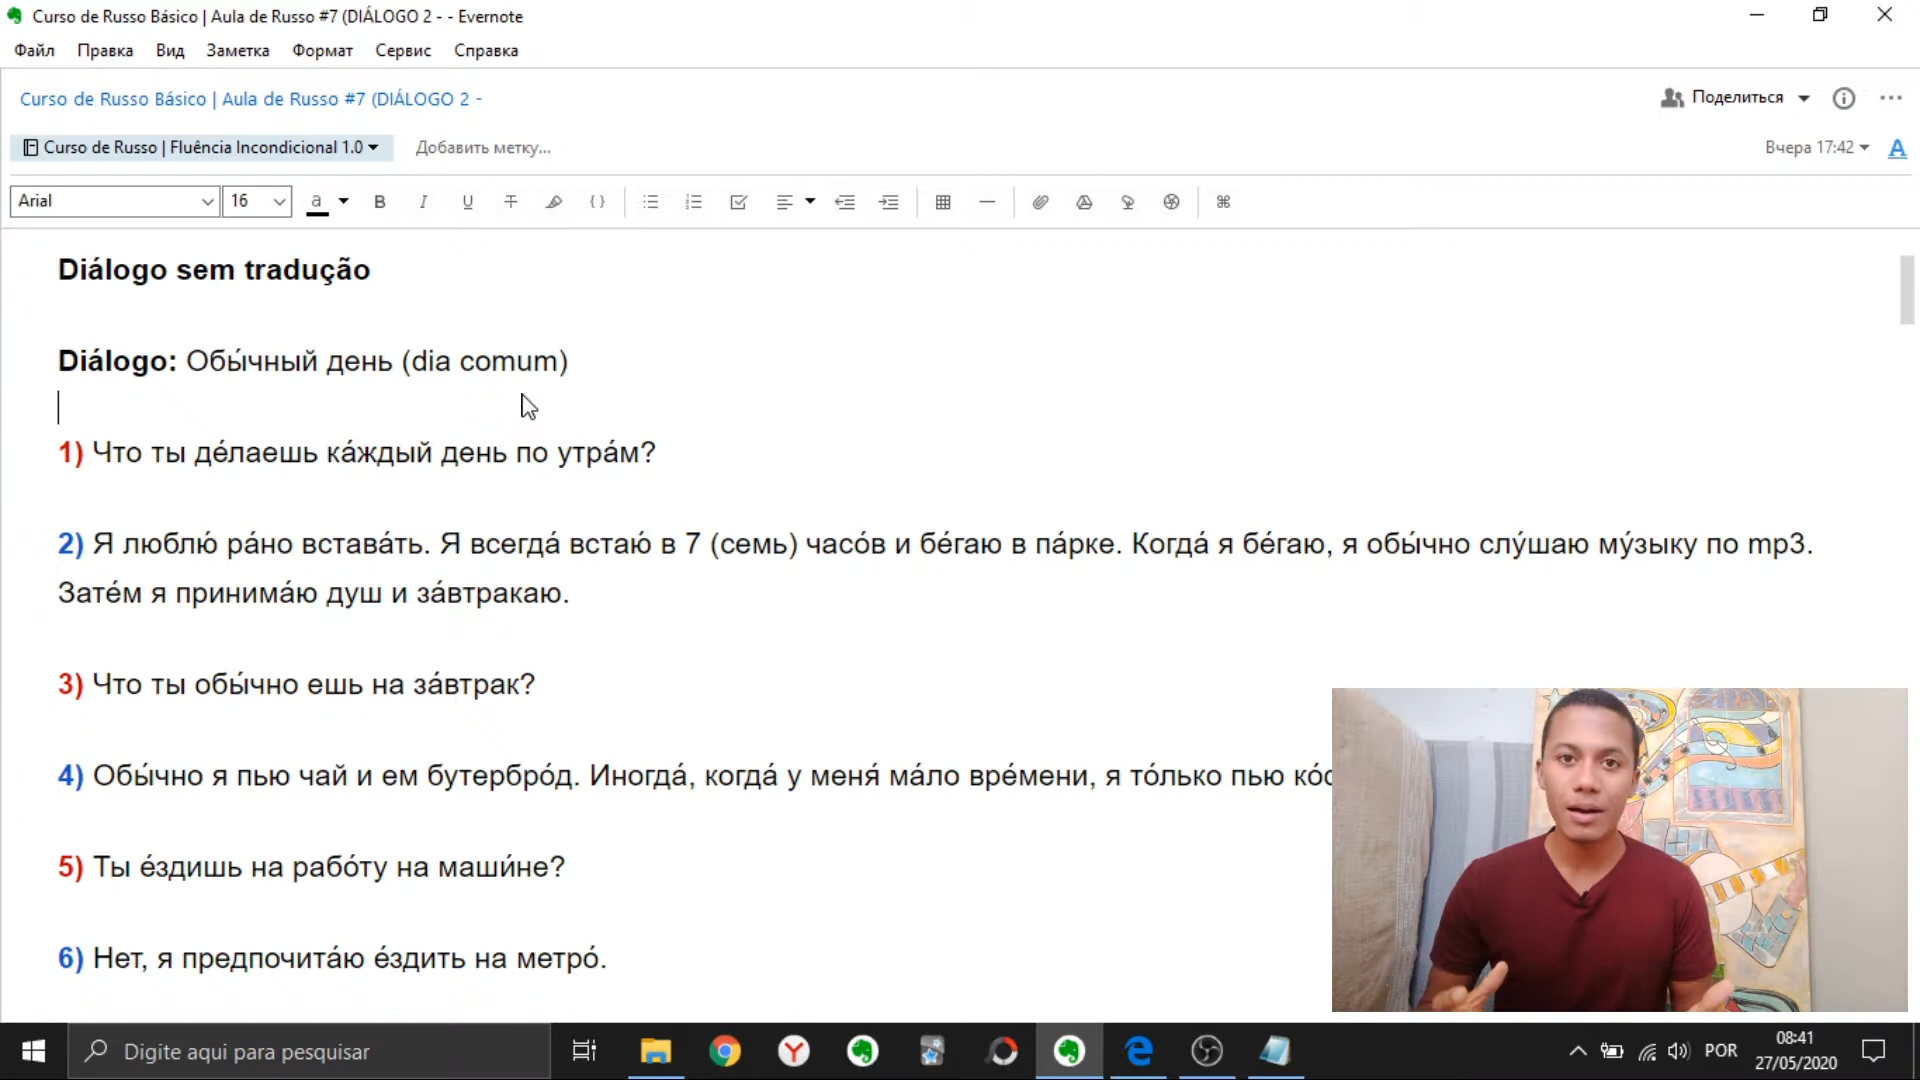 Curso de Russo Básico | Aula de Russo #7 (DIÁLOGO 2 - - Evernote
Файл Правка Вид Заметка Формат Сервис Справка
Curso de Russo Básico | Aula de Russo #7 (DIÁLOGO 2 -
Поделиться
Curso de Russo | Fluência Incondicional 1.0
Добавить метку...
Вчера 17:42
Arial 16
Diálogo sem tradução
Diálogo: Обы́чный день (dia comum)
1) Что ты де́лаешь ка́ждый день по утра́м?
2) Я люблю́ ра́но встава́ть. Я всегда́ встаю́ в 7 (семь) часо́в и бе́гаю в па́рке. Когда́ я бе́гаю, я обы́чно слу́шаю му́зыку по mp3.
Зате́м я принима́ю душ и за́втракаю.
3) Что ты обы́чно ешь на за́втрак?
4) Обы́чно я пью чай и ем бутербро́д. Иногда́, когда́ у меня́ ма́ло вре́мени, я то́лько пью
5) Ты е́здишь на рабо́ту на маши́не?
6) Нет, я предпочита́ю е́здить на метро́.
Digite aqui para pesquisar
POR
08:41
27/05/2020